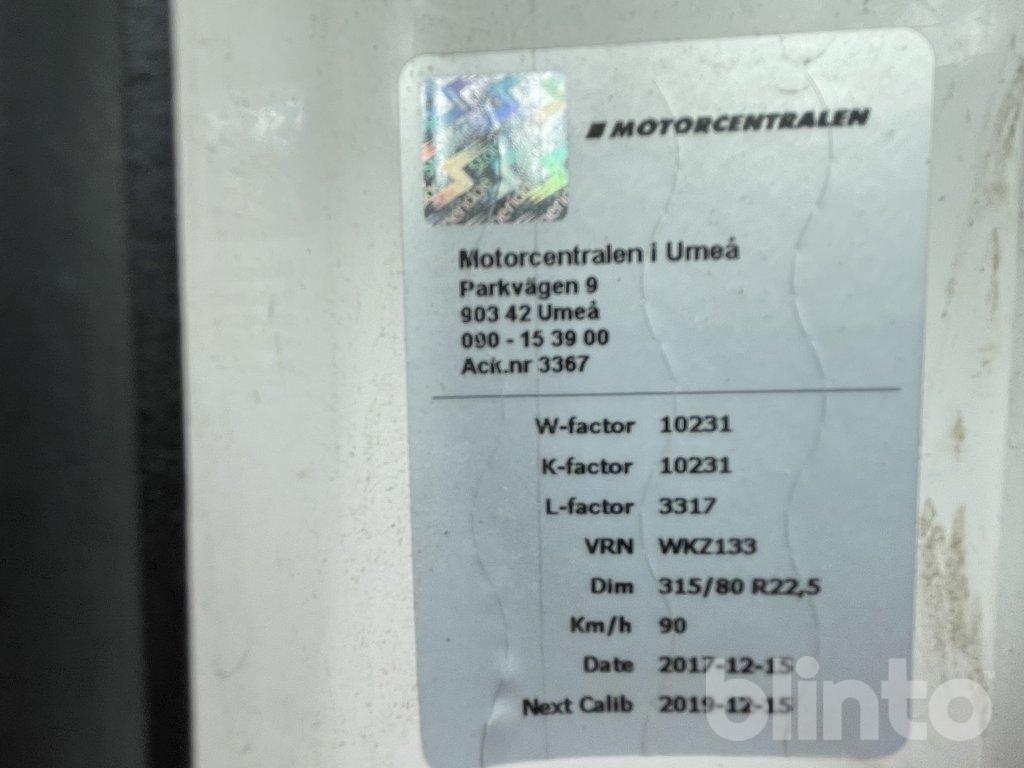 MOTORCENTRALEN
Motorcentralen i Umeå
Parkvägen 9
903 42 Umeå
090 - 15 39 00
Ack.nr 3367
W-factor 10231
K-factor 10231
L-factor 3317
VRN WKZ133
Dim 315/80 R22,5
Km/h 90
Date 2017-12-15
Next Calib 2019-12-15
blinto